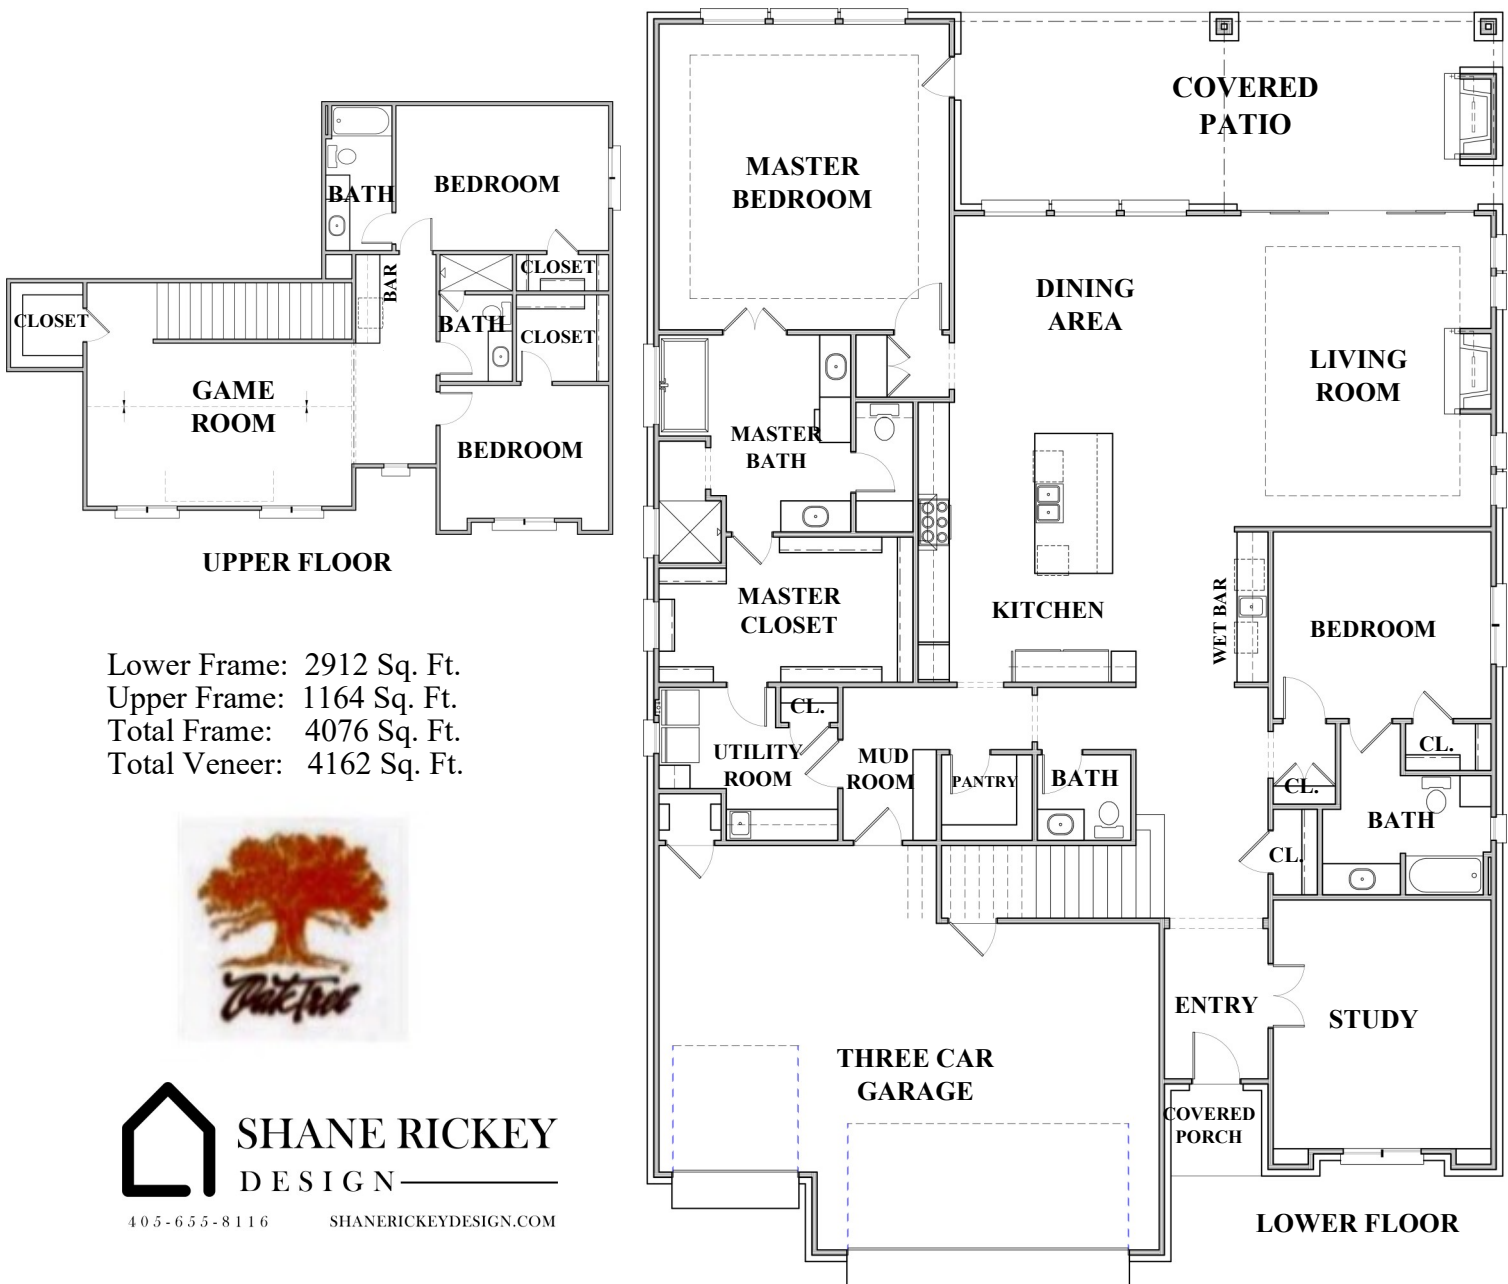 COVERED
PATIO
MASTER
BEDROOM
BATH
BEDROOM
BAR
CLOSET
CLOSET
BATH
CLOSET
GAME
ROOM
BEDROOM
UPPER FLOOR
DINING
AREA
LIVING
ROOM
MASTER
BATH
MASTER
CLOSET
KITCHEN
WET BAR
BEDROOM
Lower Frame: 2912 Sq. Ft.
Upper Frame: 1164 Sq. Ft.
Total Frame: 4076 Sq. Ft.
Total Veneer: 4162 Sq. Ft.
CL.
UTILITY
ROOM
MUD
ROOM
PANTRY
BATH
CL.
CL.
BATH
CL.
OakTree
ENTRY
STUDY
THREE CAR
GARAGE
COVERED
PORCH
SHANE RICKEY
DESIGN
405-655-8116 SHANERICKEYDESIGN.COM
LOWER FLOOR